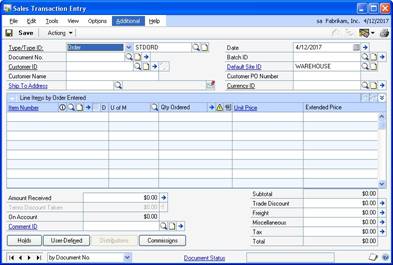 Sales Transaction Entry
File Edit Tools View Options Additional Help sa Fabrikam, Inc. 4/12/2017
Save Actions
Type/Type ID: Order STDORD Date 4/12/2017
Document No. Batch ID
Customer ID Default Site ID WAREHOUSE
Customer Name Customer PO Number
Ship To Address Currency ID
Line Items by Order Entered
Item Number D U of M Qty Ordered Unit Price Extended Price
Subtotal $0.00
Amount Received $0.00 Trade Discount $0.00
Terms Discount Taken $0.00 Freight $0.00
On Account $0.00 Miscellaneous $0.00
Comment ID Tax $0.00
Holds User-Defined Distributions Commissions Total $0.00
by Document No. Document Status